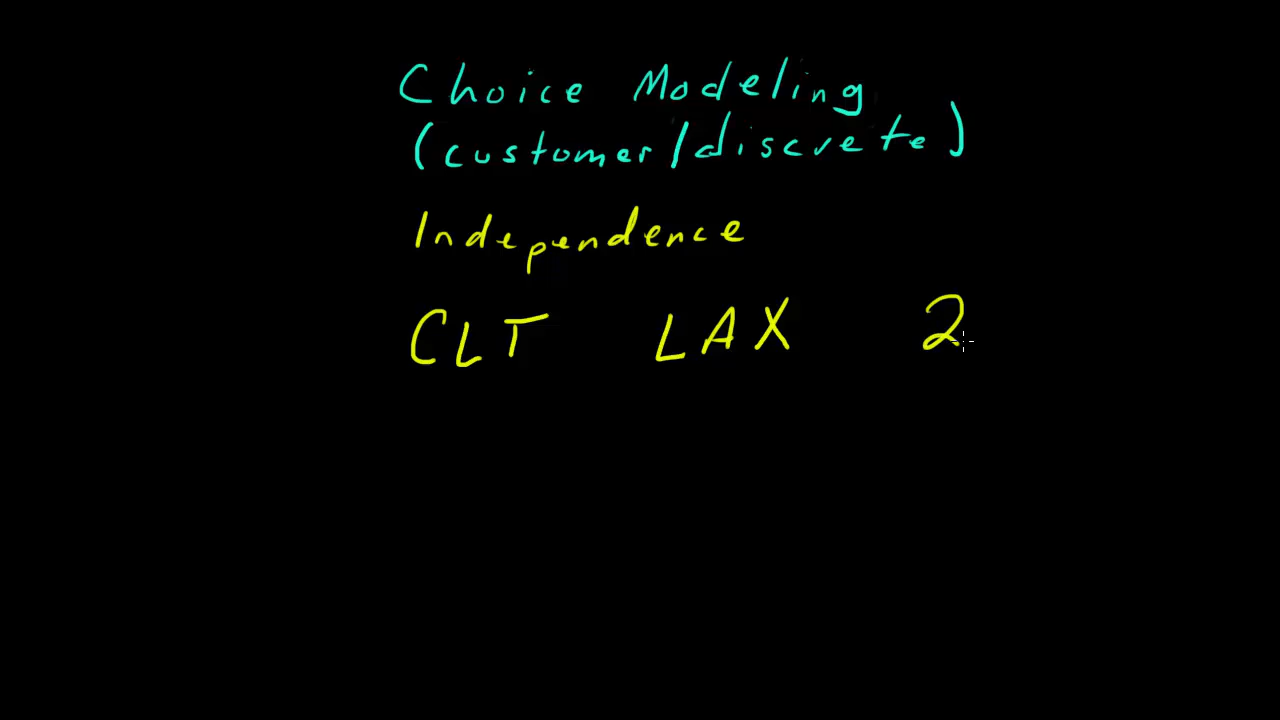 Choice Modeling
(customer/discrete)
Independence
CLT LAX 2